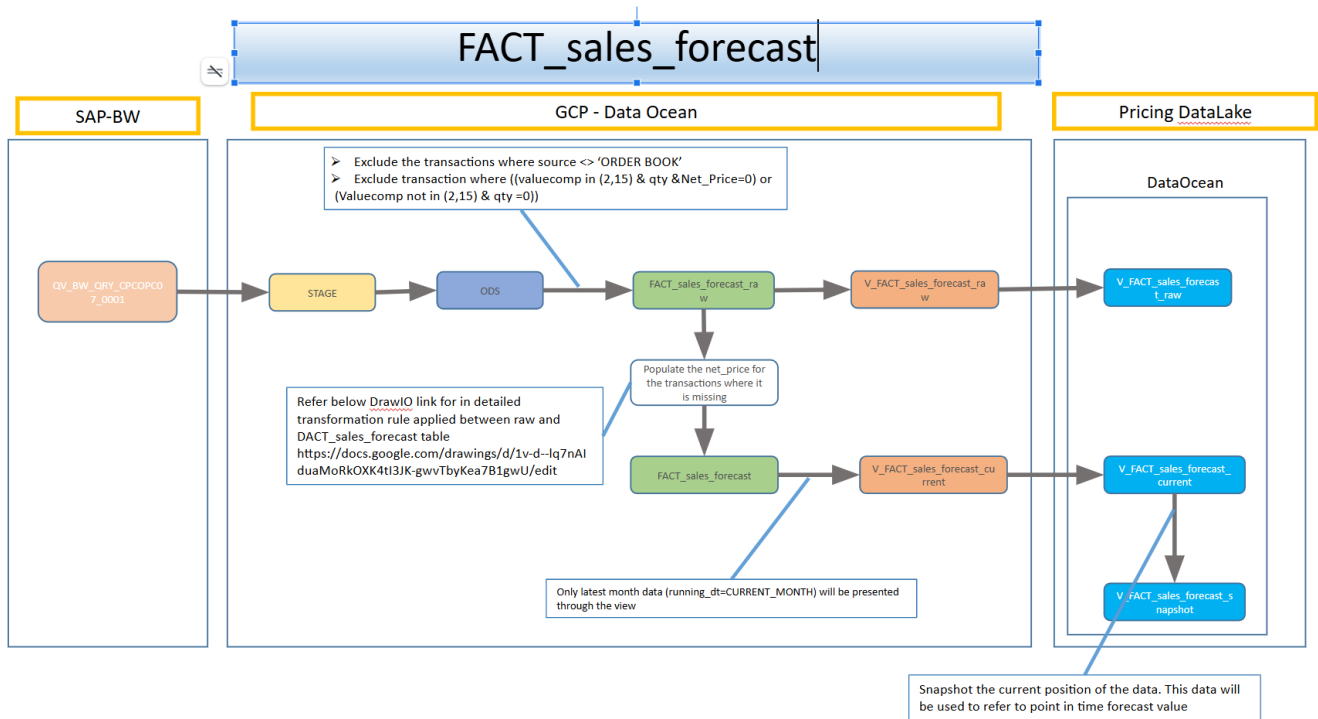 FACT_sales_forecast
SAP-BW
GCP - Data Ocean
Pricing DataLake
➢ Exclude the transactions where source <> ‘ORDER BOOK’
➢ Exclude transaction where ((valuecomp in (2,15) & qty &Net_Price=0) or
(Valuecomp not in (2,15) & qty =0))
DataOcean
QV_BW_QRY_CPCOPC0
7_0001
STAGE
ODS
FACT_sales_forecast_ra
w
V_FACT_sales_forecast_ra
w
V_FACT_sales_forecas
t_raw
Populate the net_price for
the transactions where it
is missing
Refer below DrawIO link for in detailed
transformation rule applied between raw and
DACT_sales_forecast table
https://docs.google.com/drawings/d/1v-d--lq7nAI
duaMoRkOXK4tI3JK-gwvTbyKea7B1gwU/edit
FACT_sales_forecast
V_FACT_sales_forecast_cu
rrent
V_FACT_sales_forecast_
current
Only latest month data (running_dt=CURRENT_MONTH) will be presented
through the view
V_FACT_sales_forecast_s
napshot
Snapshot the current position of the data. This data will
be used to refer to point in time forecast value